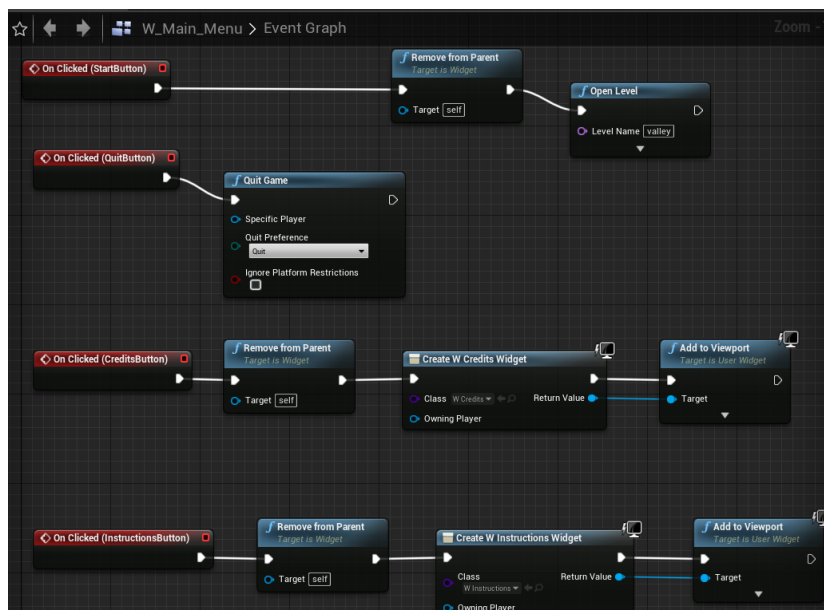 W_Main_Menu > Event Graph
Zoom -
On Clicked (StartButton)
Remove from Parent
Target is Widget
Target self
Open Level
Level Name valley
On Clicked (QuitButton)
Quit Game
Specific Player
Quit Preference
Quit
Ignore Platform Restrictions
On Clicked (CreditsButton)
Remove from Parent
Target is Widget
Target self
Create W Credits Widget
Class W Credits Return Value
Owning Player
Add to Viewport
Target is User Widget
Target
On Clicked (InstructionsButton)
Remove from Parent
Target is Widget
Target self
Create W Instructions Widget
Class Return Value
W Instructions
Owning Player
Add to Viewport
Target is User Widget
Target